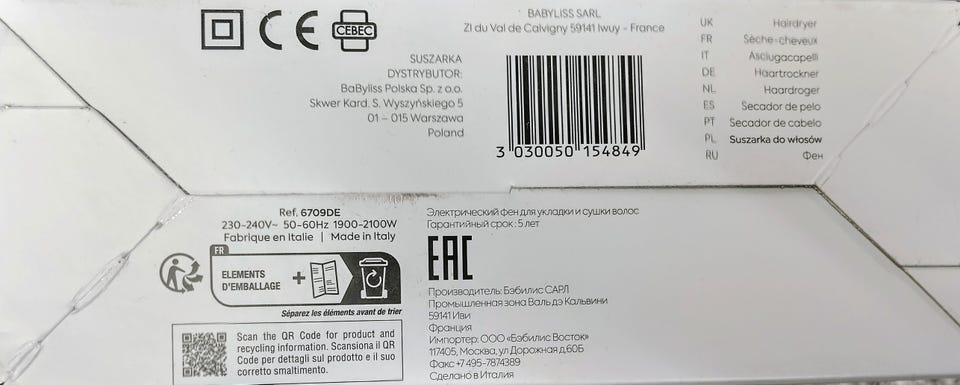 CEBEC
BABYLISS SARL
ZI du Val de Calvigny 59141 Iwuy - France
SUSZARKA
DYSTRYBUTOR:
BaByliss Polska Sp. z o.o.
Skwer Kard. S. Wyszyńskiego 5
01 – 015 Warszawa
Poland
3 030050 154849
UK Hairdryer
FR Sèche-cheveux
IT Asciugacapelli
DE Haartrockner
NL Haardroger
ES Secador de pelo
PT Secador de cabelo
PL Suszarka do włosów
RU Фен
Ref. 6709DE
230-240V~ 50-60Hz 1900-2100W
Fabriqué en Italie | Made in Italy
FR
ELEMENTS
D'EMBALLAGE
+
Séparez les éléments avant de trier
Scan the QR Code for product and
recycling information. Scansiona il QR
Code per dettagli sul prodotto e il suo
corretto smaltimento.
Электрический фен для укладки и сушки волос
Гарантийный срок : 5 лет
EAC
Производитель: Бэбилис САРЛ
Промышленная зона Валь дэ Кальвини
59141 Иви
Франция
Импортер: ООО «Бэбилис Восток»
117405, Москва, ул Дорожная д.60Б
Факс +7 495-7874389
Сделано в Италия